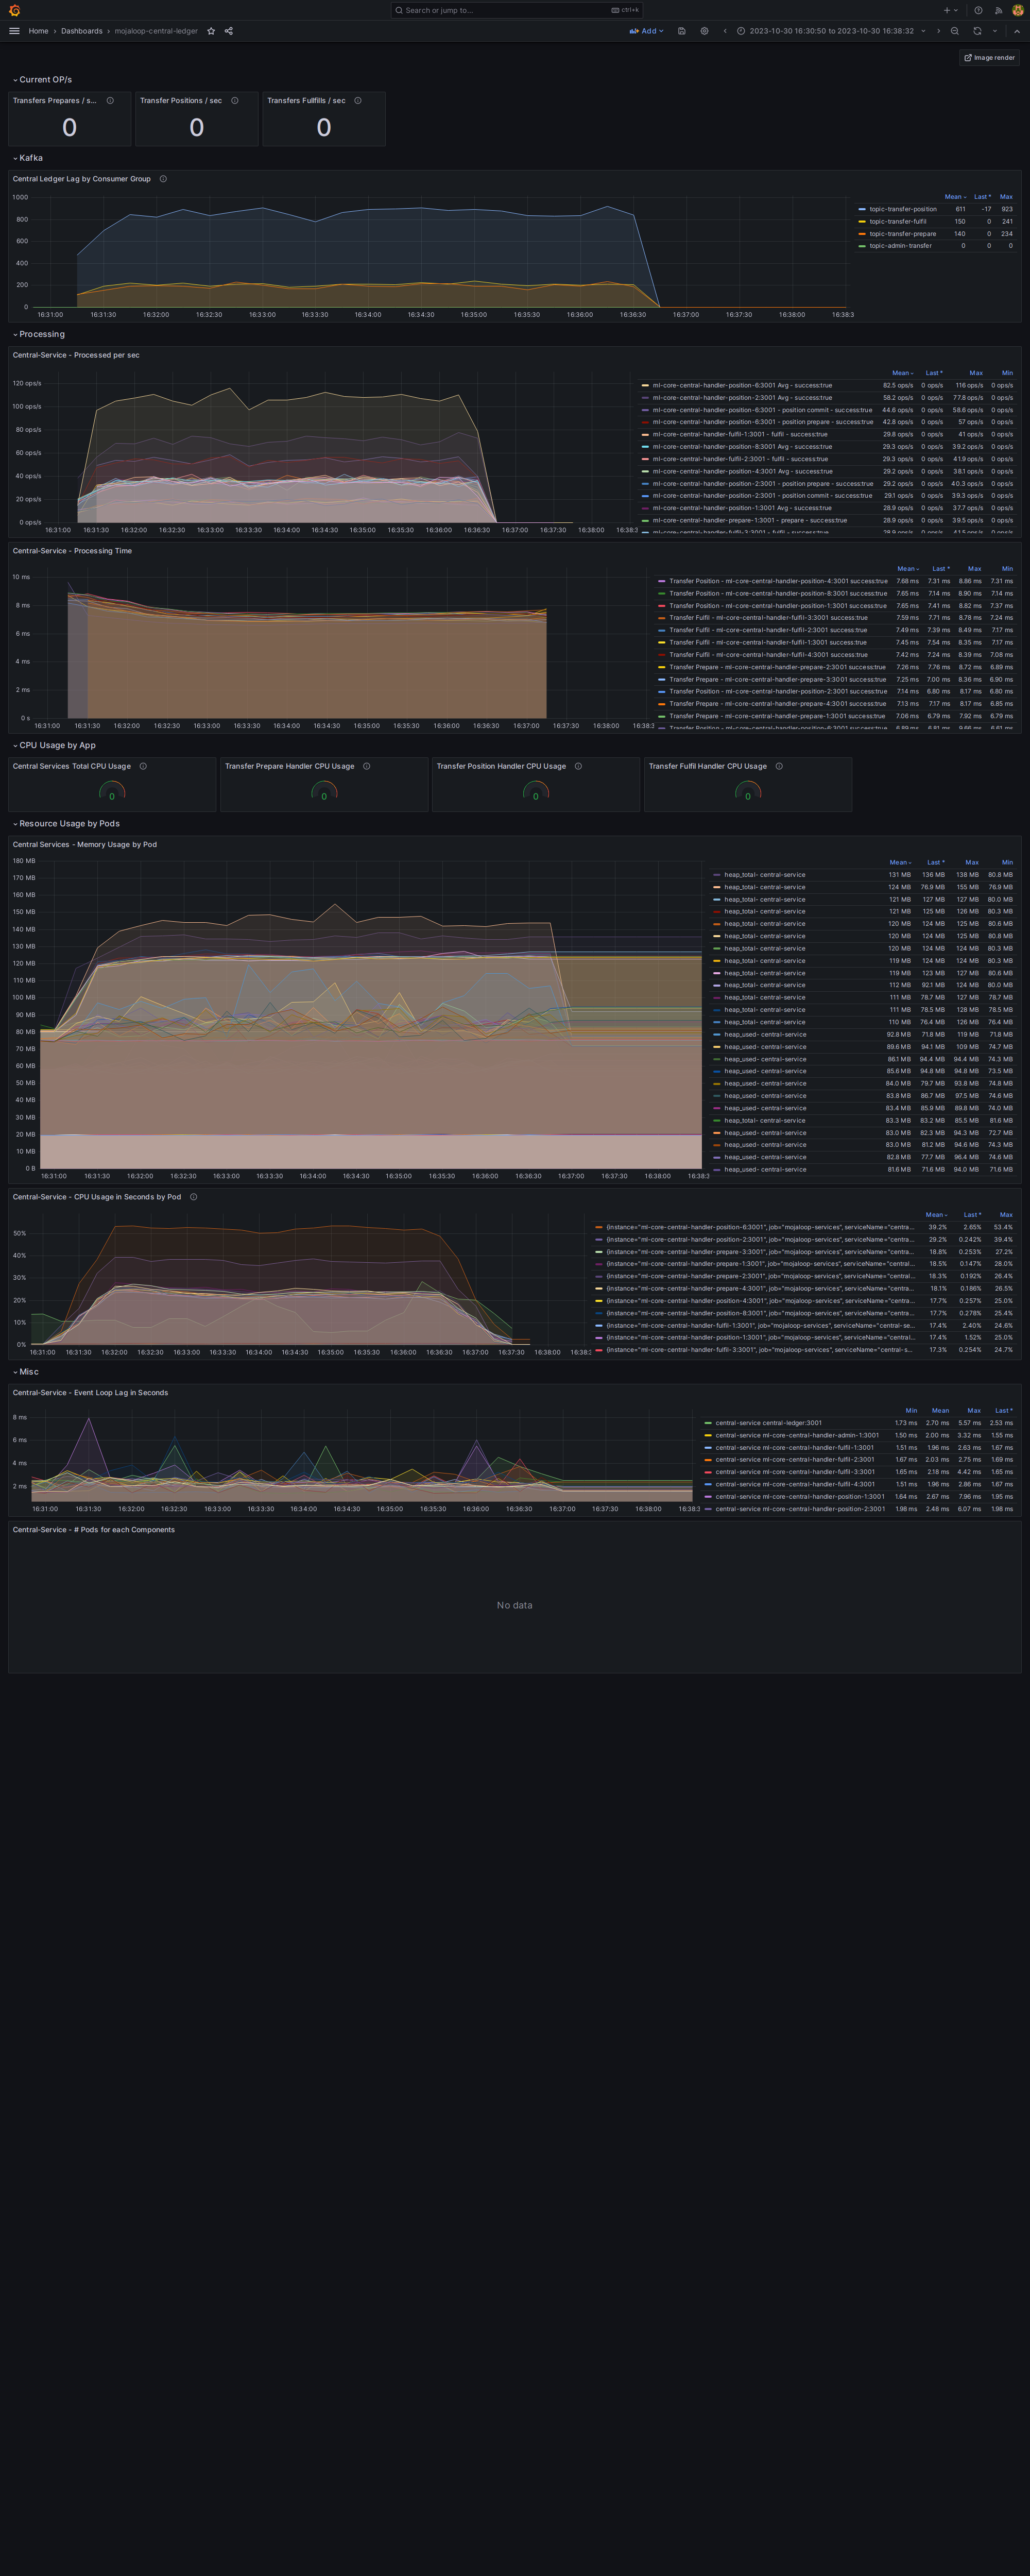 Search or jump to...
ctrl+k
Home › Dashboards › mojaloop-central-ledger
Add
2023-10-30 16:30:50 to 2023-10-30 16:38:32
Image render
Current OP/s
Transfers Prepares / s...
Transfer Positions / sec
Transfers Fullfills / sec
0
0
0
Kafka
Central Ledger Lag by Consumer Group
1000
800
600
400
200
0
16:31:00 16:31:30 16:32:00 16:32:30 16:33:00 16:33:30 16:34:00 16:34:30 16:35:00 16:35:30 16:36:00 16:36:30 16:37:00 16:37:30 16:38:00 16:38:3
Mean Last * Max
topic-transfer-position 611 -17 923
topic-transfer-fulfil 150 0 241
topic-transfer-prepare 140 0 234
topic-admin-transfer 0 0 0
Processing
Central-Service - Processed per sec
120 ops/s
100 ops/s
80 ops/s
60 ops/s
40 ops/s
20 ops/s
0 ops/s
16:31:00 16:31:30 16:32:00 16:32:30 16:33:00 16:33:30 16:34:00 16:34:30 16:35:00 16:35:30 16:36:00 16:36:30 16:37:00 16:37:30 16:38:00 16:38:3
Mean Last * Max Min
ml-core-central-handler-position-6:3001 Avg - success:true 82.5 ops/s 0 ops/s 116 ops/s 0 ops/s
ml-core-central-handler-position-2:3001 Avg - success:true 58.2 ops/s 0 ops/s 77.8 ops/s 0 ops/s
ml-core-central-handler-position-6:3001 - position commit - success:true 44.6 ops/s 0 ops/s 58.6 ops/s 0 ops/s
ml-core-central-handler-position-6:3001 - position prepare - success:true 42.8 ops/s 0 ops/s 57 ops/s 0 ops/s
ml-core-central-handler-fulfil-1:3001 - fulfil - success:true 29.8 ops/s 0 ops/s 41 ops/s 0 ops/s
ml-core-central-handler-position-8:3001 Avg - success:true 29.3 ops/s 0 ops/s 39.2 ops/s 0 ops/s
ml-core-central-handler-fulfil-2:3001 - fulfil - success:true 29.3 ops/s 0 ops/s 41.9 ops/s 0 ops/s
ml-core-central-handler-position-4:3001 Avg - success:true 29.2 ops/s 0 ops/s 38.1 ops/s 0 ops/s
ml-core-central-handler-position-2:3001 - position prepare - success:true 29.2 ops/s 0 ops/s 40.3 ops/s 0 ops/s
ml-core-central-handler-position-2:3001 - position commit - success:true 29.1 ops/s 0 ops/s 39.3 ops/s 0 ops/s
ml-core-central-handler-position-1:3001 Avg - success:true 28.9 ops/s 0 ops/s 37.7 ops/s 0 ops/s
ml-core-central-handler-prepare-1:3001 - prepare - success:true 28.9 ops/s 0 ops/s 39.5 ops/s 0 ops/s
ml-core-central-handler-fulfil-3:3001 - fulfil - success:true 28.9 ops/s 0 ops/s 41.5 ops/s 0 ops/s
Central-Service - Processing Time
10 ms
8 ms
6 ms
4 ms
2 ms
0 s
16:31:00 16:31:30 16:32:00 16:32:30 16:33:00 16:33:30 16:34:00 16:34:30 16:35:00 16:35:30 16:36:00 16:36:30 16:37:00 16:37:30 16:38:00 16:38:3
Mean Last * Max Min
Transfer Position - ml-core-central-handler-position-4:3001 success:true 7.68 ms 7.31 ms 8.86 ms 7.31 ms
Transfer Position - ml-core-central-handler-position-8:3001 success:true 7.65 ms 7.14 ms 8.90 ms 7.14 ms
Transfer Position - ml-core-central-handler-position-1:3001 success:true 7.65 ms 7.41 ms 8.82 ms 7.37 ms
Transfer Fulfil - ml-core-central-handler-fulfil-3:3001 success:true 7.59 ms 7.71 ms 8.78 ms 7.24 ms
Transfer Fulfil - ml-core-central-handler-fulfil-2:3001 success:true 7.49 ms 7.39 ms 8.49 ms 7.17 ms
Transfer Fulfil - ml-core-central-handler-fulfil-1:3001 success:true 7.45 ms 7.54 ms 8.35 ms 7.17 ms
Transfer Fulfil - ml-core-central-handler-fulfil-4:3001 success:true 7.42 ms 7.24 ms 8.39 ms 7.08 ms
Transfer Prepare - ml-core-central-handler-prepare-2:3001 success:true 7.26 ms 7.76 ms 8.72 ms 6.89 ms
Transfer Prepare - ml-core-central-handler-prepare-3:3001 success:true 7.25 ms 7.00 ms 8.36 ms 6.90 ms
Transfer Position - ml-core-central-handler-position-2:3001 success:true 7.14 ms 6.80 ms 8.17 ms 6.80 ms
Transfer Prepare - ml-core-central-handler-prepare-4:3001 success:true 7.13 ms 7.17 ms 8.17 ms 6.85 ms
Transfer Prepare - ml-core-central-handler-prepare-1:3001 success:true 7.06 ms 6.79 ms 7.92 ms 6.79 ms
Transfer Position - ml-core-central-handler-position-6:3001 success:true 6.89 ms 6.81 ms 9.66 ms 6.61 ms
CPU Usage by App
Central Services Total CPU Usage
Transfer Prepare Handler CPU Usage
Transfer Position Handler CPU Usage
Transfer Fulfil Handler CPU Usage
0
0
0
0
Resource Usage by Pods
Central Services - Memory Usage by Pod
180 MB
170 MB
160 MB
150 MB
140 MB
130 MB
120 MB
110 MB
100 MB
90 MB
80 MB
70 MB
60 MB
50 MB
40 MB
30 MB
20 MB
10 MB
0 B
16:31:00 16:31:30 16:32:00 16:32:30 16:33:00 16:33:30 16:34:00 16:34:30 16:35:00 16:35:30 16:36:00 16:36:30 16:37:00 16:37:30 16:38:00 16:38:3
Mean Last * Max Min
heap_total- central-service 131 MB 136 MB 138 MB 80.8 MB
heap_total- central-service 124 MB 76.9 MB 155 MB 76.9 MB
heap_total- central-service 121 MB 127 MB 127 MB 80.0 MB
heap_total- central-service 121 MB 125 MB 126 MB 80.3 MB
heap_total- central-service 120 MB 124 MB 125 MB 80.6 MB
heap_total- central-service 120 MB 124 MB 125 MB 80.8 MB
heap_total- central-service 120 MB 124 MB 124 MB 80.3 MB
heap_total- central-service 119 MB 124 MB 124 MB 80.3 MB
heap_total- central-service 119 MB 123 MB 127 MB 80.6 MB
heap_total- central-service 112 MB 92.1 MB 124 MB 80.0 MB
heap_total- central-service 111 MB 78.7 MB 127 MB 78.7 MB
heap_total- central-service 111 MB 78.5 MB 128 MB 78.5 MB
heap_total- central-service 110 MB 76.4 MB 126 MB 76.4 MB
heap_used- central-service 92.8 MB 71.8 MB 119 MB 71.8 MB
heap_used- central-service 89.6 MB 94.1 MB 109 MB 74.7 MB
heap_used- central-service 86.1 MB 94.4 MB 94.4 MB 74.3 MB
heap_used- central-service 85.6 MB 94.8 MB 94.8 MB 73.5 MB
heap_used- central-service 84.0 MB 79.7 MB 93.8 MB 74.8 MB
heap_used- central-service 83.8 MB 86.7 MB 97.5 MB 74.6 MB
heap_used- central-service 83.4 MB 85.9 MB 89.8 MB 74.0 MB
heap_total- central-service 83.3 MB 83.2 MB 85.5 MB 81.6 MB
heap_used- central-service 83.0 MB 82.3 MB 94.3 MB 72.7 MB
heap_used- central-service 83.0 MB 81.2 MB 94.6 MB 74.3 MB
heap_used- central-service 82.8 MB 77.7 MB 96.4 MB 74.6 MB
heap_used- central-service 81.6 MB 71.6 MB 94.0 MB 71.6 MB
Central-Service - CPU Usage in Seconds by Pod
50%
40%
30%
20%
10%
0%
16:31:00 16:31:30 16:32:00 16:32:30 16:33:00 16:33:30 16:34:00 16:34:30 16:35:00 16:35:30 16:36:00 16:36:30 16:37:00 16:37:30 16:38:00 16:38:3
Mean Last * Max
{instance="ml-core-central-handler-position-6:3001", job="mojaloop-services", serviceName="centra... 39.2% 2.65% 53.4%
{instance="ml-core-central-handler-position-2:3001", job="mojaloop-services", serviceName="centra... 29.2% 0.242% 39.4%
{instance="ml-core-central-handler-prepare-3:3001", job="mojaloop-services", serviceName="centra... 18.8% 0.253% 27.2%
{instance="ml-core-central-handler-prepare-1:3001", job="mojaloop-services", serviceName="central... 18.5% 0.147% 28.0%
{instance="ml-core-central-handler-prepare-2:3001", job="mojaloop-services", serviceName="central... 18.3% 0.192% 26.4%
{instance="ml-core-central-handler-prepare-4:3001", job="mojaloop-services", serviceName="centra... 18.1% 0.186% 26.5%
{instance="ml-core-central-handler-position-4:3001", job="mojaloop-services", serviceName="centra... 17.7% 0.257% 25.0%
{instance="ml-core-central-handler-position-8:3001", job="mojaloop-services", serviceName="centra... 17.7% 0.278% 25.4%
{instance="ml-core-central-handler-fulfil-1:3001", job="mojaloop-services", serviceName="central-se... 17.4% 2.40% 24.6%
{instance="ml-core-central-handler-position-1:3001", job="mojaloop-services", serviceName="central... 17.4% 1.52% 25.0%
{instance="ml-core-central-handler-fulfil-3:3001", job="mojaloop-services", serviceName="central-s... 17.3% 0.254% 24.7%
Misc
Central-Service - Event Loop Lag in Seconds
8 ms
6 ms
4 ms
2 ms
16:31:00 16:31:30 16:32:00 16:32:30 16:33:00 16:33:30 16:34:00 16:34:30 16:35:00 16:35:30 16:36:00 16:36:30 16:37:00 16:37:30 16:38:00 16:38:3
Min Mean Max Last *
central-service central-ledger:3001 1.73 ms 2.70 ms 5.57 ms 2.53 ms
central-service ml-core-central-handler-admin-1:3001 1.50 ms 2.00 ms 3.32 ms 1.55 ms
central-service ml-core-central-handler-fulfil-1:3001 1.51 ms 1.96 ms 2.63 ms 1.67 ms
central-service ml-core-central-handler-fulfil-2:3001 1.67 ms 2.03 ms 2.75 ms 1.69 ms
central-service ml-core-central-handler-fulfil-3:3001 1.65 ms 2.18 ms 4.42 ms 1.65 ms
central-service ml-core-central-handler-fulfil-4:3001 1.51 ms 1.96 ms 2.86 ms 1.67 ms
central-service ml-core-central-handler-position-1:3001 1.64 ms 2.67 ms 7.96 ms 1.95 ms
central-service ml-core-central-handler-position-2:3001 1.98 ms 2.48 ms 6.07 ms 1.98 ms
Central-Service - # Pods for each Components
No data